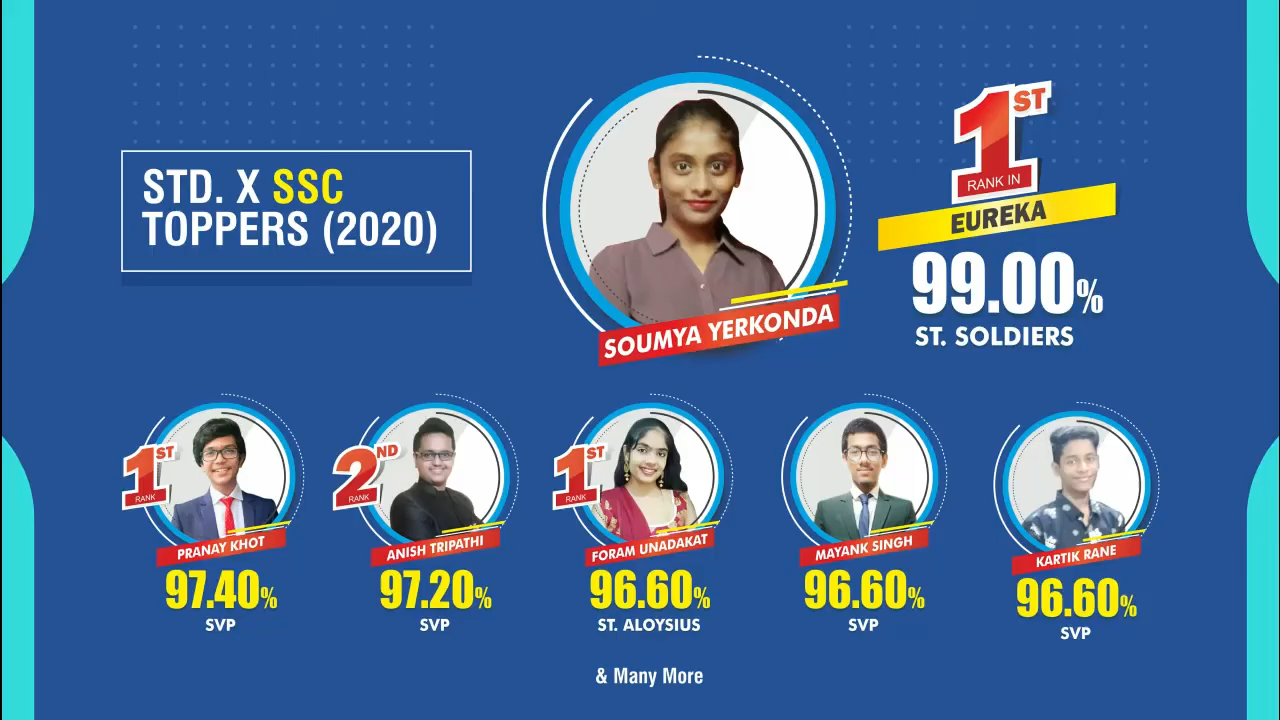 STD. X SSC
TOPPERS (2020)
1ST
RANK IN
EUREKA
99.00%
ST. SOLDIERS
SOUMYA YERKONDA
1ST
RANK
PRANAY KHOT
97.40%
SVP
2ND
RANK
ANISH TRIPATHI
97.20%
SVP
1ST
RANK
FORAM UNADAKAT
96.60%
ST. ALOYSIUS
MAYANK SINGH
96.60%
SVP
KARTIK RANE
96.60%
SVP
& Many More